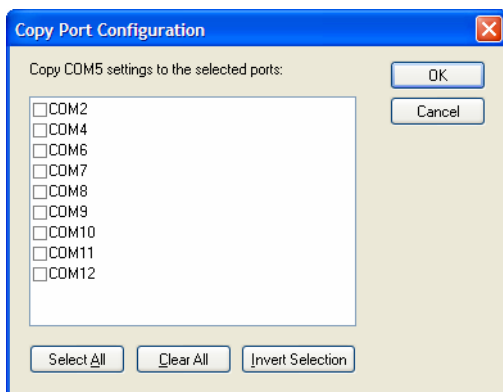 Copy Port Configuration
Copy COM5 settings to the selected ports:
OK
Cancel
COM2
COM4
COM6
COM7
COM8
COM9
COM10
COM11
COM12
Select All
Clear All
Invert Selection